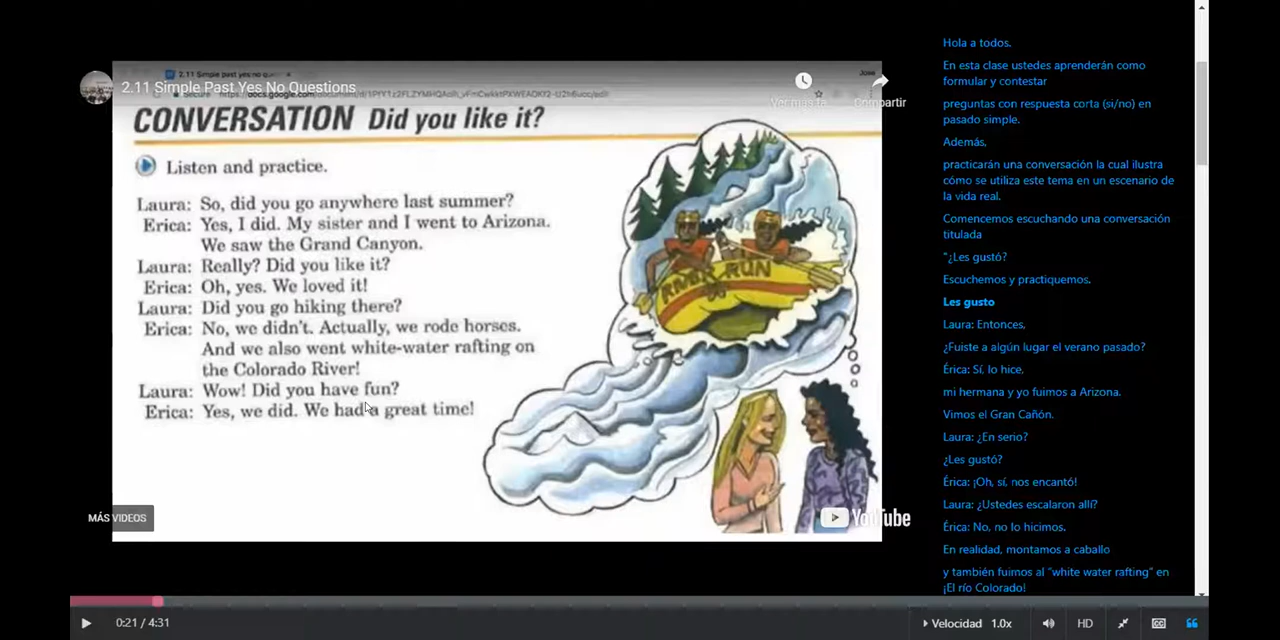 2.11 Simple past yes no
2.11 Simple Past Yes No Questions
Secure
Compartir
CONVERSATION Did you like it?
Listen and practice.
Laura: So, did you go anywhere last summer?
Erica: Yes, I did. My sister and I went to Arizona.
We saw the Grand Canyon.
Laura: Really? Did you like it?
Erica: Oh, yes. We loved it!
Laura: Did you go hiking there?
Erica: No, we didn't. Actually, we rode horses.
And we also went white-water rafting on
the Colorado River!
Laura: Wow! Did you have fun?
Erica: Yes, we did. We had a great time!
RIVER RUN
MÁS VIDEOS
YouTube
Hola a todos.
En esta clase ustedes aprenderán como
formular y contestar
preguntas con respuesta corta (si/no) en
pasado simple.
Además,
practicarán una conversación la cual ilustra
cómo se utiliza este tema en un escenario de
la vida real.
Comencemos escuchando una conversación
titulada
"¿Les gustó?
Escuchemos y practiquemos.
Les gusto
Laura: Entonces,
¿Fuiste a algún lugar el verano pasado?
Érica: Sí, lo hice,
mi hermana y yo fuimos a Arizona.
Vimos el Gran Cañón.
Laura: ¿En serio?
¿Les gustó?
Érica: ¡Oh, sí, nos encantó!
Laura: ¿Ustedes escalaron allí?
Érica: No, no lo hicimos.
En realidad, montamos a caballo
y también fuimos al "white water rafting" en
¡El río Colorado!
0:21 / 4:31
Velocidad 1.0x
HD
CC